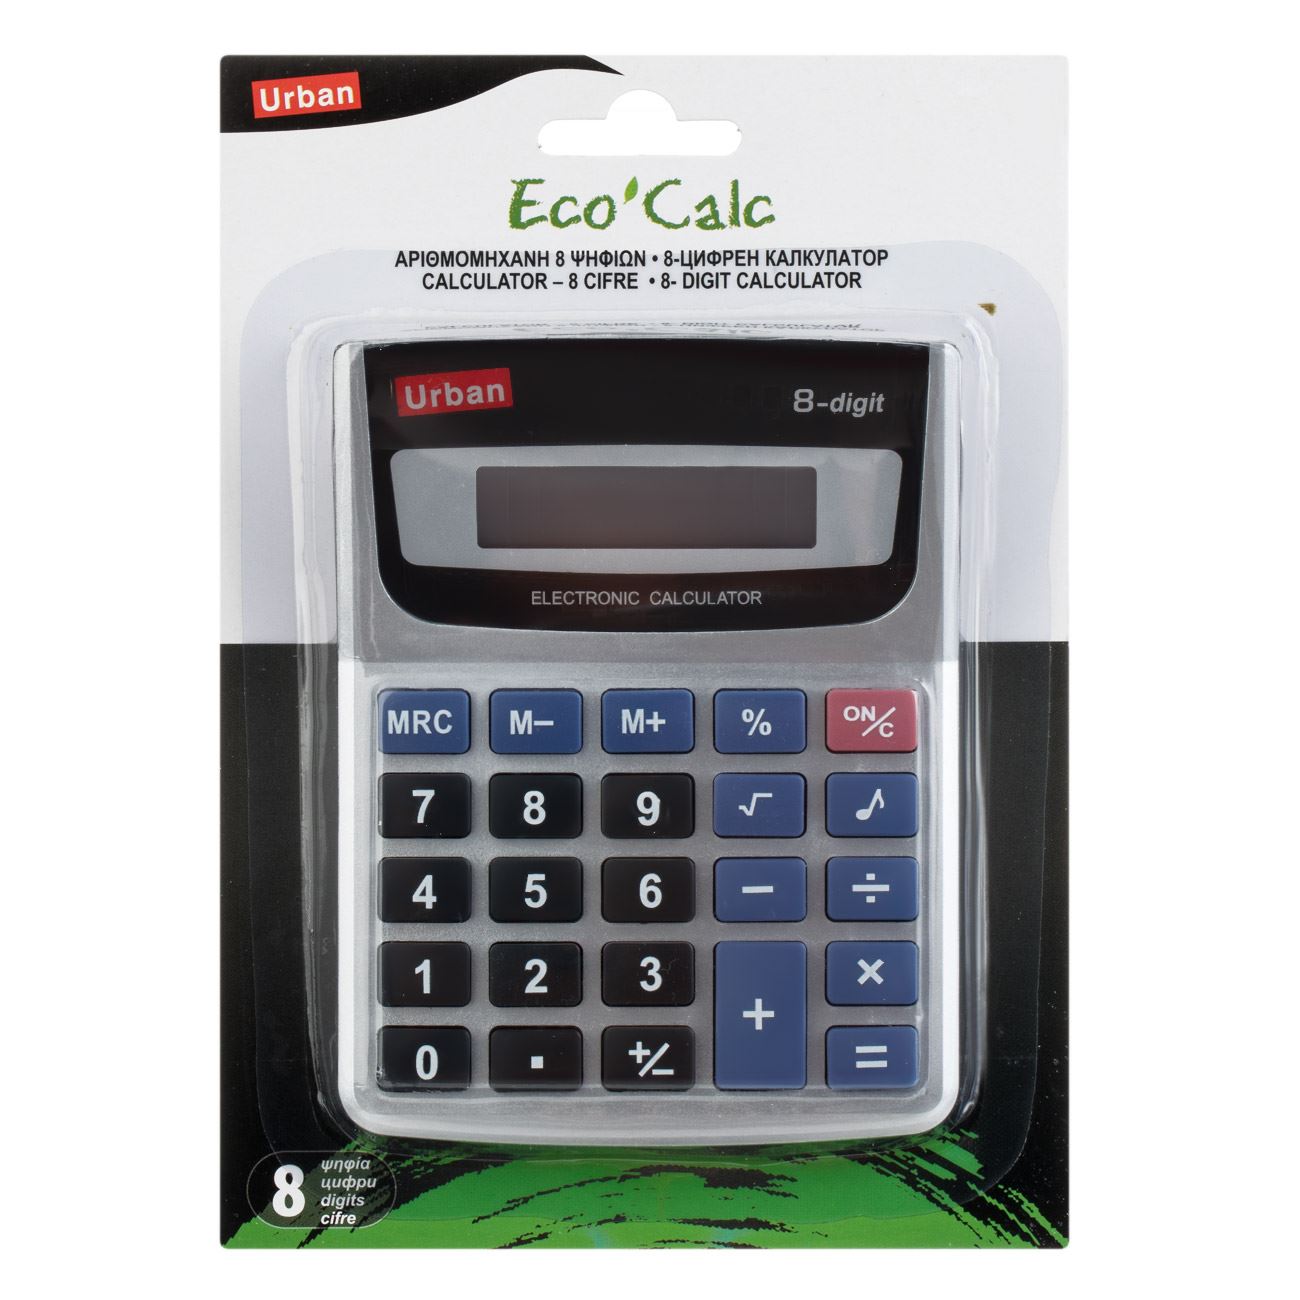 Urban
Eco'Calc
ΑΡΙΘΜΟΜΗΧΑΝΗ 8 ΨΗΦΙΩΝ • 8-ЦИФРЕН КАЛКУЛАТОР
CALCULATOR – 8 CIFRE • 8- DIGIT CALCULATOR
Urban 8-digit
ELECTRONIC CALCULATOR
MRC M− M+ % ON/C
7 8 9 √ ♪
4 5 6 − ÷
1 2 3 + ×
0 . +/− =
8 ψηφία
цифри
digits
cifre